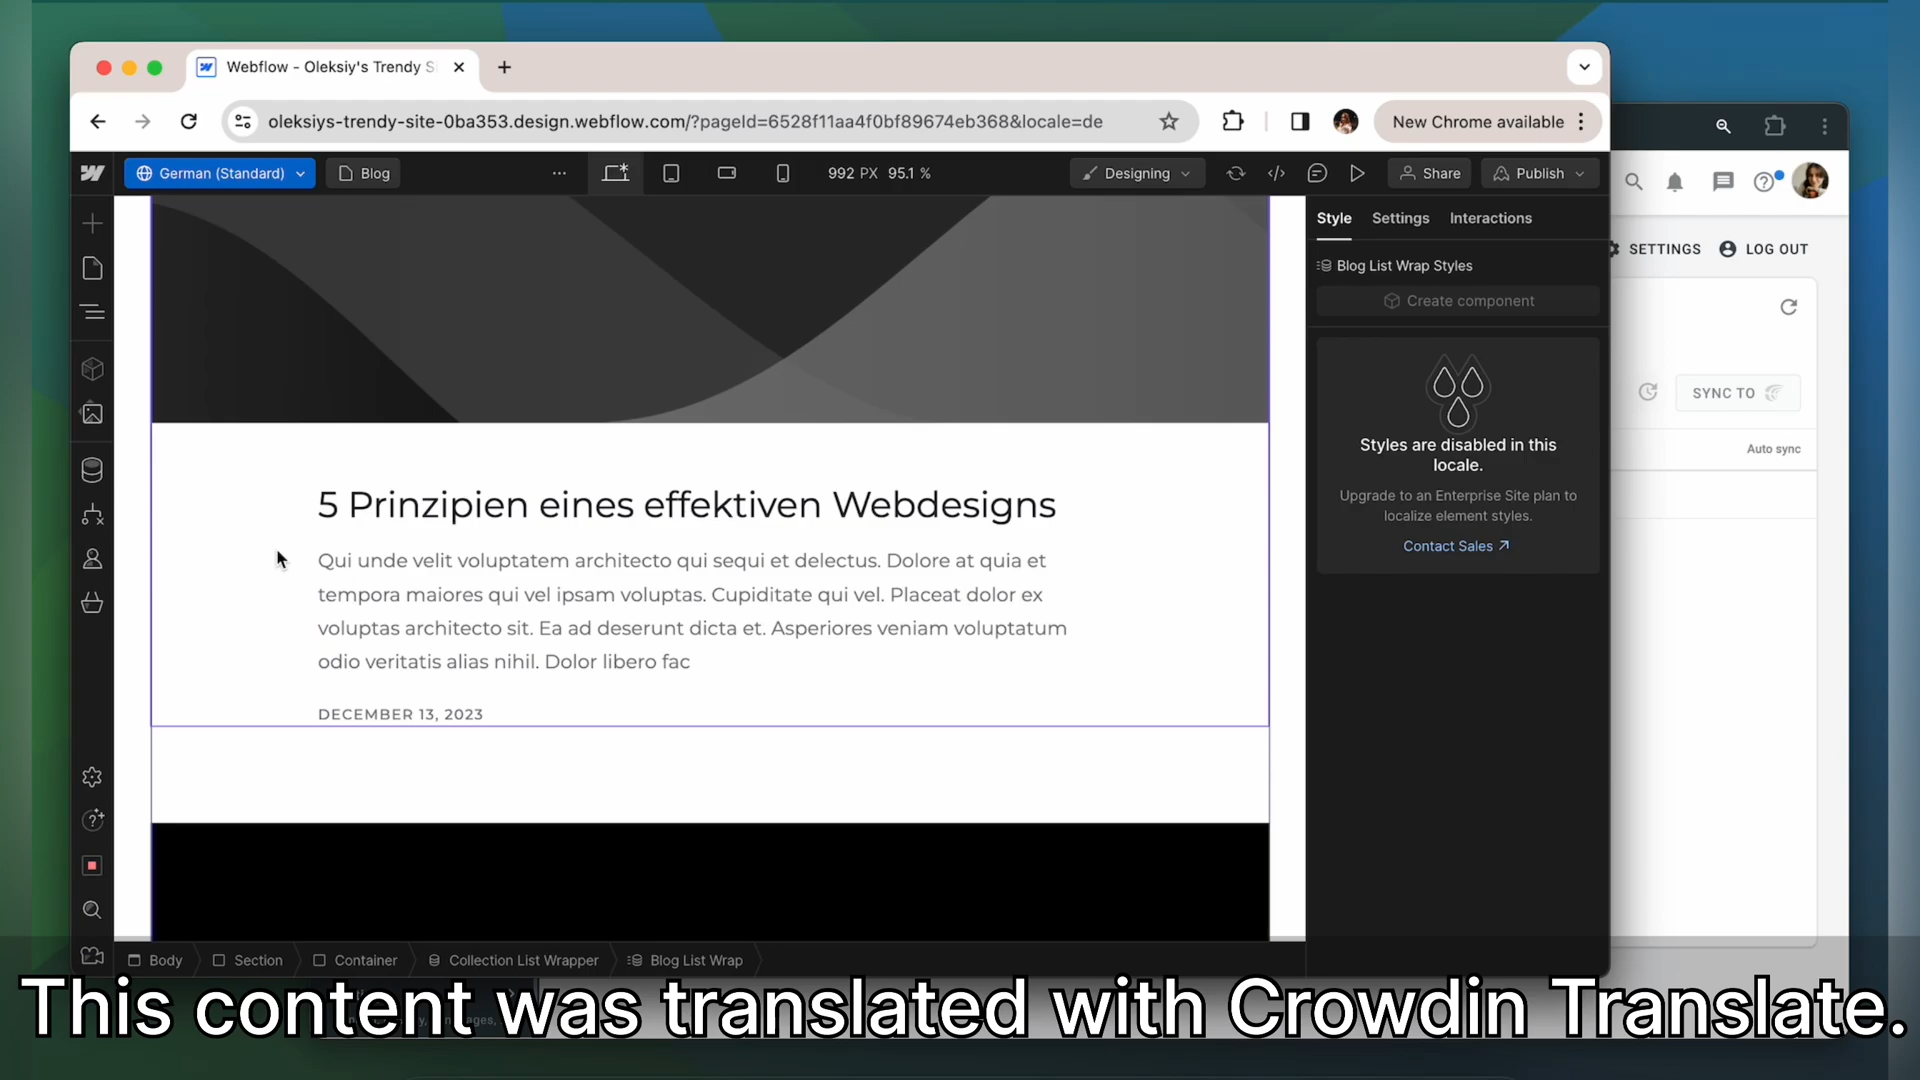 Webflow - Oleksiy's Trendy S
oleksiys-trendy-site-0ba353.design.webflow.com/?pageId=6528f11aa4f0bf89674eb368&locale=de
New Chrome available
German (Standard)
Blog
992 PX 95.1 %
Designing
Share
Publish
Style Settings Interactions
Blog List Wrap Styles
Create component
Styles are disabled in this
locale.
Upgrade to an Enterprise Site plan to
localize element styles.
Contact Sales
SETTINGS
LOG OUT
SYNC TO
Auto sync
5 Prinzipien eines effektiven Webdesigns
Qui unde velit voluptatem architecto qui sequi et delectus. Dolore at quia et
tempora maiores qui vel ipsam voluptas. Cupiditate qui vel. Placeat dolor ex
voluptas architecto sit. Ea ad deserunt dicta et. Asperiores veniam voluptatum
odio veritatis alias nihil. Dolor libero fac
DECEMBER 13, 2023
Body
Section
Container
Collection List Wrapper
Blog List Wrap
This content was translated with Crowdin Translate.